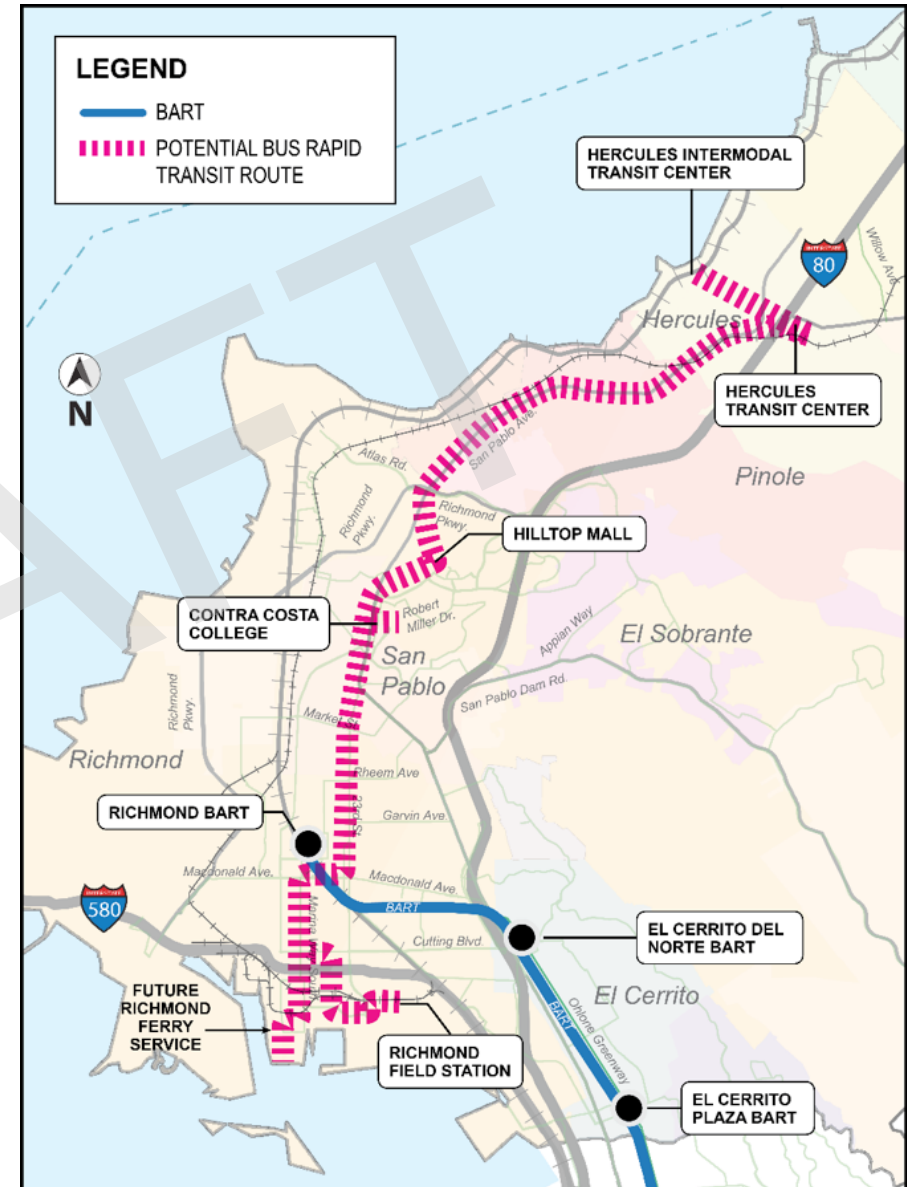 LEGEND
BART
POTENTIAL BUS RAPID
TRANSIT ROUTE
HERCULES INTERMODAL
TRANSIT CENTER
INTERSTATE
80
Willow Ave
Hercules
N
HERCULES
TRANSIT CENTER
San Pablo Ave.
Pinole
Atlas Rd.
Richmond
Pkwy.
Richmond
Pkwy.
HILLTOP MALL
CONTRA COSTA
COLLEGE
Robert
Miller Dr.
San
Pablo
Appian Way
El Sobrante
San Pablo Dam Rd.
Richmond
Pkwy.
Market St.
Richmond
Rheem Ave
RICHMOND BART
23rd St
Garvin Ave.
Macdonald Ave.
Macdonald Ave.
BART
580
Cutting Blvd.
EL CERRITO DEL
NORTE BART
El Cerrito
BART
Ohlone Greenway
FUTURE
RICHMOND
FERRY
SERVICE
RICHMOND
FIELD STATION
EL CERRITO
PLAZA BART